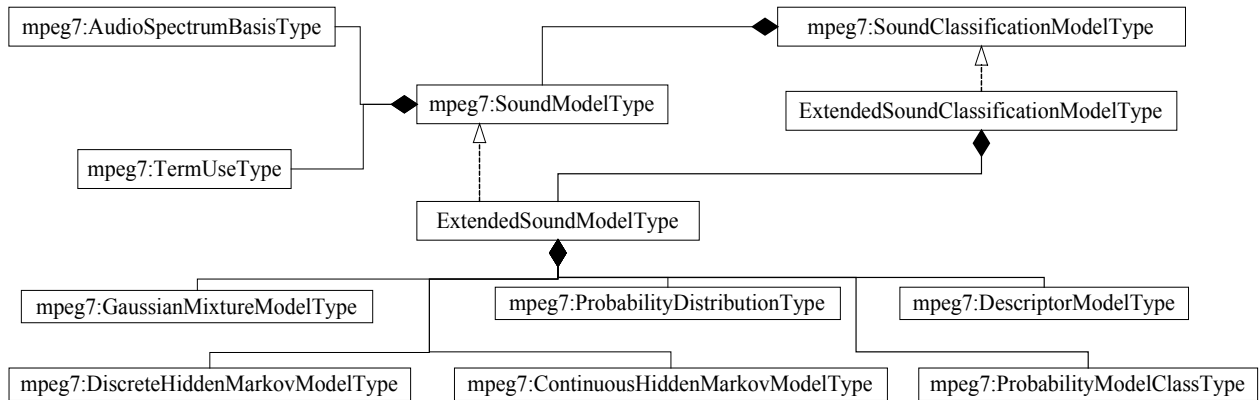 mpeg7:AudioSpectrumBasisType
mpeg7:SoundClassificationModelType
mpeg7:SoundModelType
ExtendedSoundClassificationModelType
mpeg7:TermUseType
ExtendedSoundModelType
mpeg7:GaussianMixtureModelType
mpeg7:ProbabilityDistributionType
mpeg7:DescriptorModelType
mpeg7:DiscreteHiddenMarkovModelType
mpeg7:ContinuousHiddenMarkovModelType
mpeg7:ProbabilityModelClassType